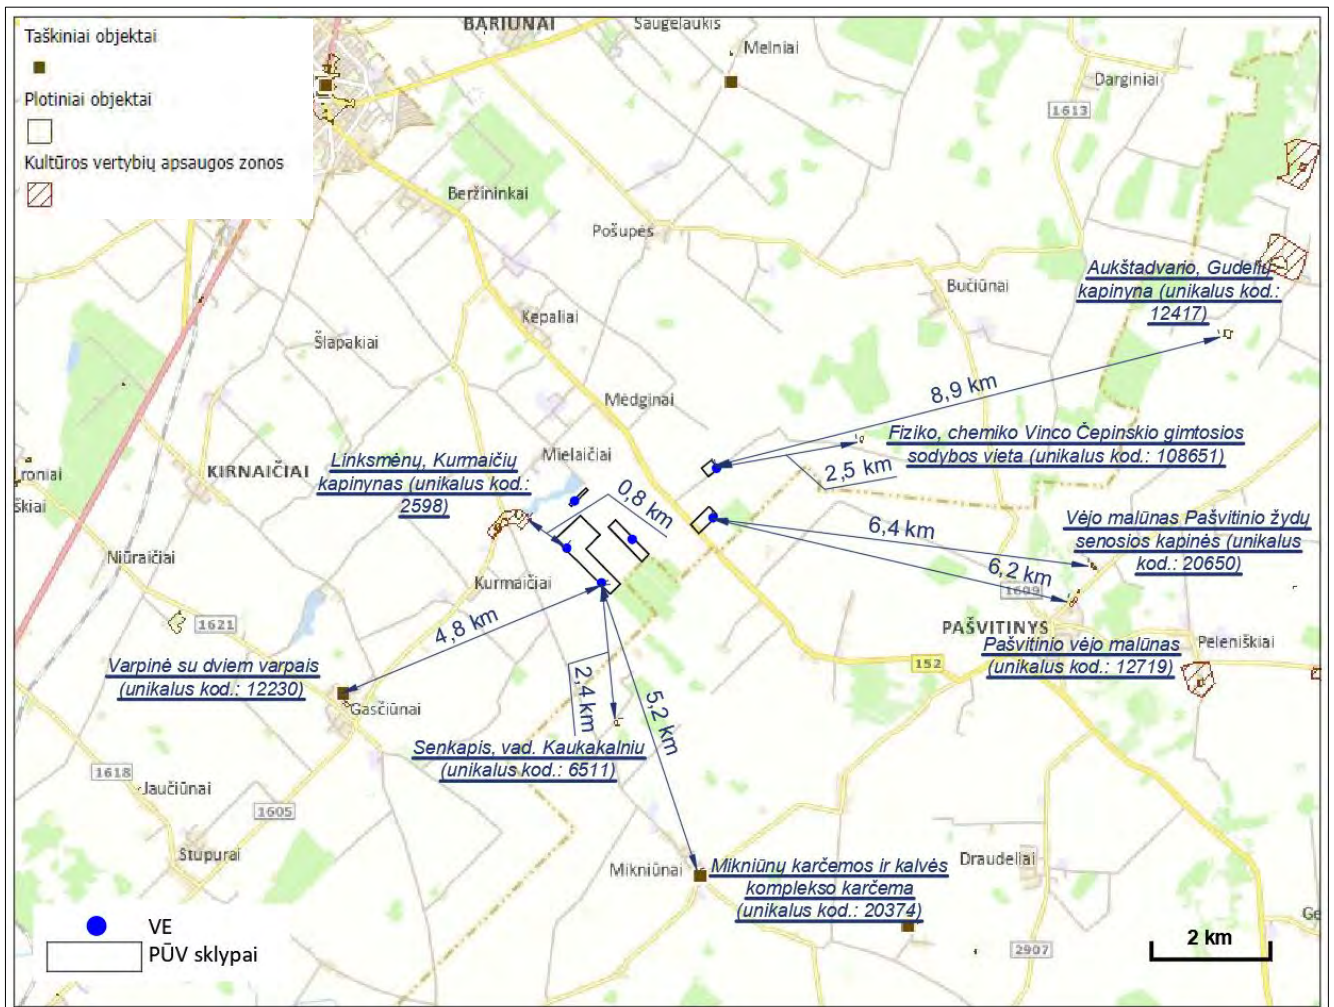 BARIŪNAI
Saugelaukis
Taškiniai objektai
Melniai
Plotiniai objektai
Darginiai
1613
Kultūros vertybių apsaugos zonos
Beržininkai
Pošupės
Aukštadvario, Gudelių
kapinyna (unikalus kod.:
12417)
Bučiūnai
Kepaliai
Šlapakiai
8,9 km
Medginai
Fiziko, chemiko Vinco Čepinskio gimtosios
sodybos vieta (unikalus kod.: 108651)
2,5 km
Mielaičiai
KIRNAIČIAI
Linksmėnų, Kurmaičių
kapinynas (unikalus kod.:
2598)
0,8 km
škiai
6,4 km
Vėjo malūnas Pašvitinio žydų
senosios kapinės (unikalus
kod.: 20650)
Niūraičiai
6,2 km
Kurmaičiai
1609
1621
4,8 km
PAŠVITINYS
Peleniškiai
Pašvitinio vėjo malūnas
(unikalus kod.: 12719)
152
Varpinė su dviem varpais
(unikalus kod.: 12230)
2,4 km
5,2 km
Gasčiūnai
Senkapis, vad. Kaukakalniu
(unikalus kod.: 6511)
1618
Jaučiūnai
1605
Stupurai
Mikniūnai
Mikniūnų karčemos ir kalvės
komplekso karčema
(unikalus kod.: 20374)
Draudeliai
VE
PŪV sklypai
2907
2 km